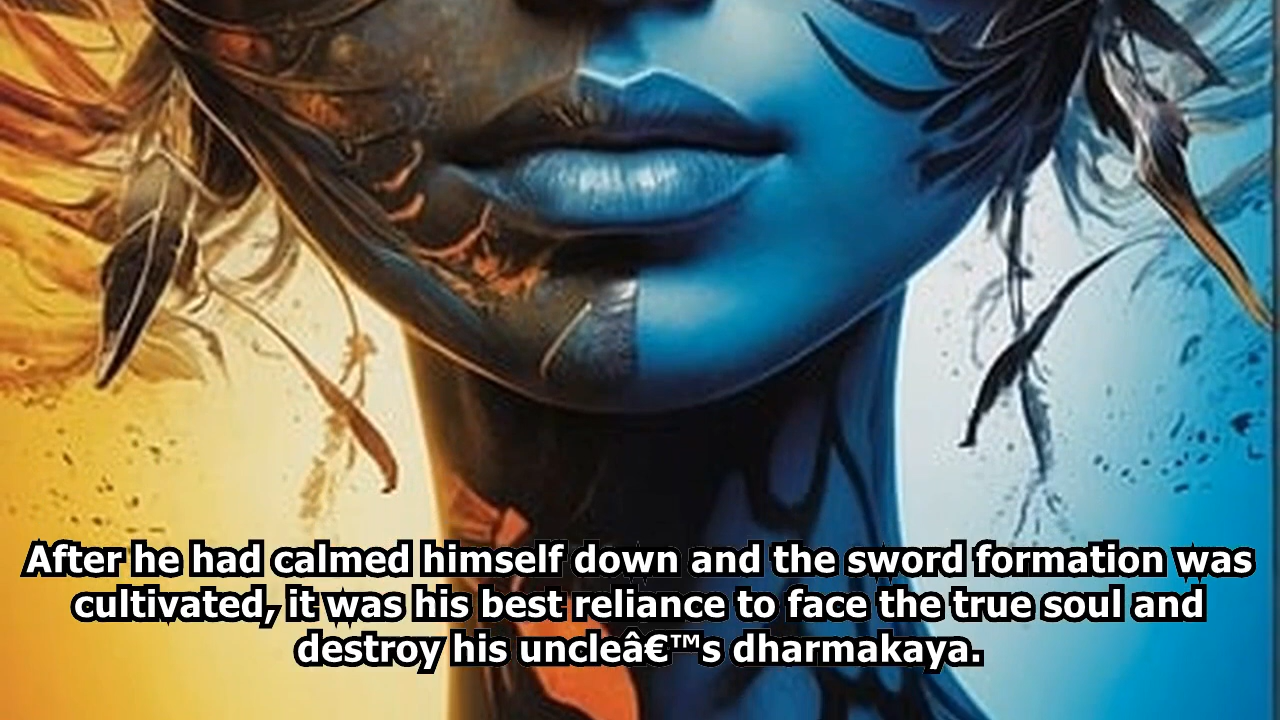 After he had calmed himself down and the sword formation was
cultivated, it was his best reliance to face the true soul and
destroy his uncleâ€™s dharmakaya.